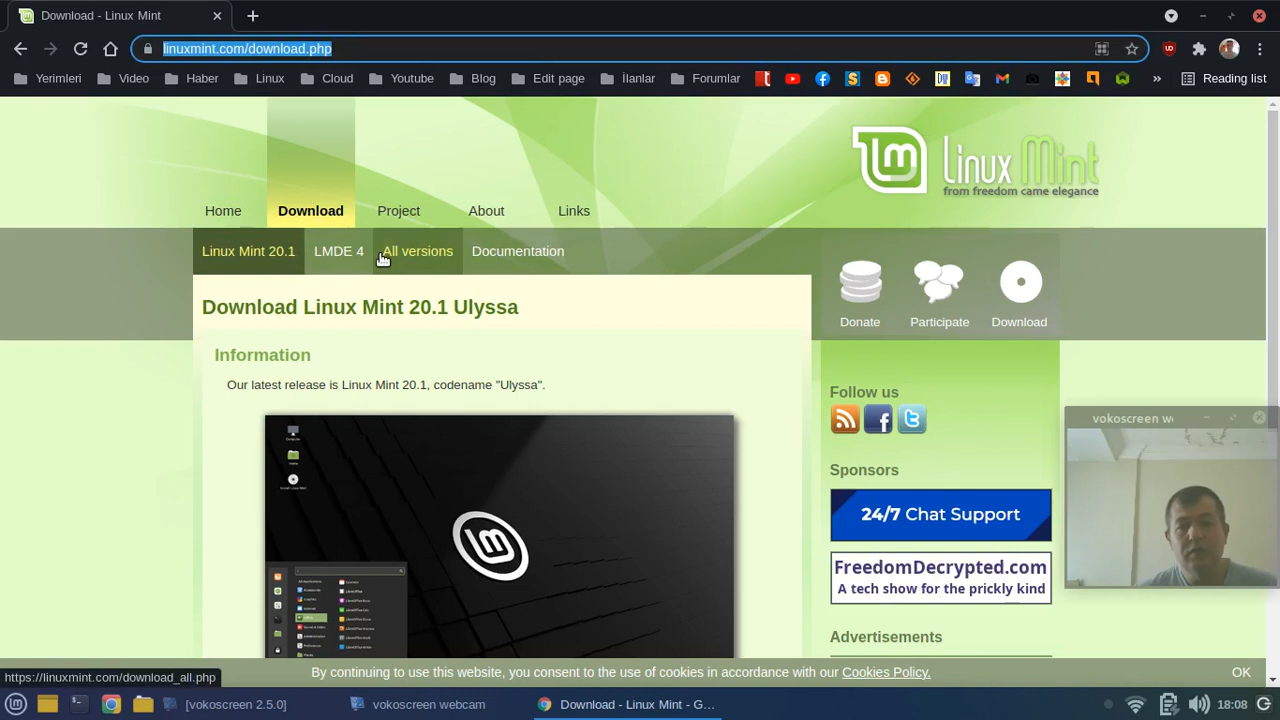 Download - Linux Mint
linuxmint.com/download.php
Yerimleri Video Haber Linux Cloud Youtube Blog Edit page İlanlar Forumlar » Reading list
Linux Mint
from freedom came elegance
Home Download Project About Links
Linux Mint 20.1 LMDE 4 All versions Documentation
Donate Participate Download
Download Linux Mint 20.1 Ulyssa
Information
Our latest release is Linux Mint 20.1, codename "Ulyssa".
Follow us
Sponsors
24/7 Chat Support
FreedomDecrypted.com
A tech show for the prickly kind
Advertisements
vokoscreen we
By continuing to use this website, you consent to the use of cookies in accordance with our Cookies Policy. OK
https://linuxmint.com/download_all.php
[vokoscreen 2.5.0] vokoscreen webcam Download - Linux Mint - G... 18:08